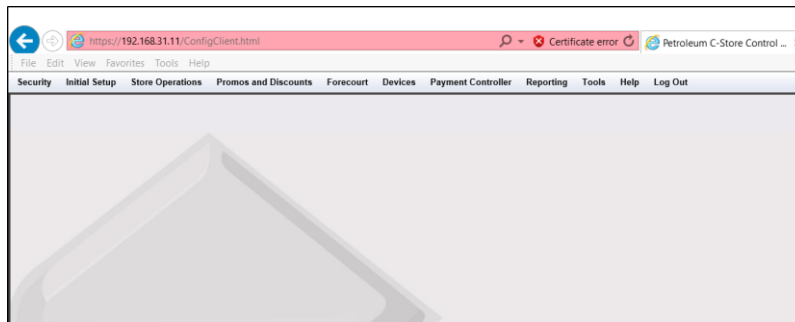 https://192.168.31.11/ConfigClient.html Certificate error Petroleum C-Store Control ...
File Edit View Favorites Tools Help
Security Initial Setup Store Operations Promos and Discounts Forecourt Devices Payment Controller Reporting Tools Help Log Out